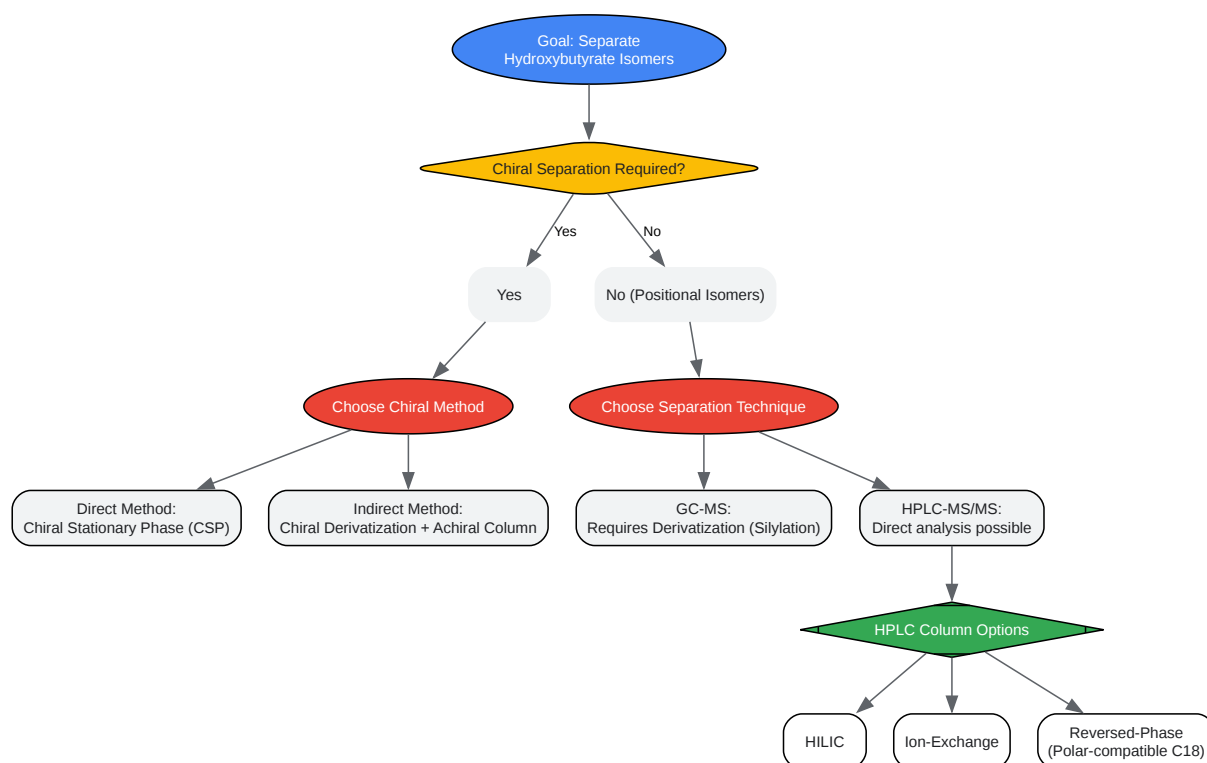 Goal: Separate
Hydroxybutyrate Isomers
Chiral Separation Required?
Yes
No
Yes
No (Positional Isomers)
Choose Chiral Method
Choose Separation Technique
Direct Method:
Chiral Stationary Phase (CSP)
Indirect Method:
Chiral Derivatization + Achiral Column
GC-MS:
Requires Derivatization (Silylation)
HPLC-MS/MS:
Direct analysis possible
HPLC Column Options
HILIC
Ion-Exchange
Reversed-Phase
(Polar-compatible C18)